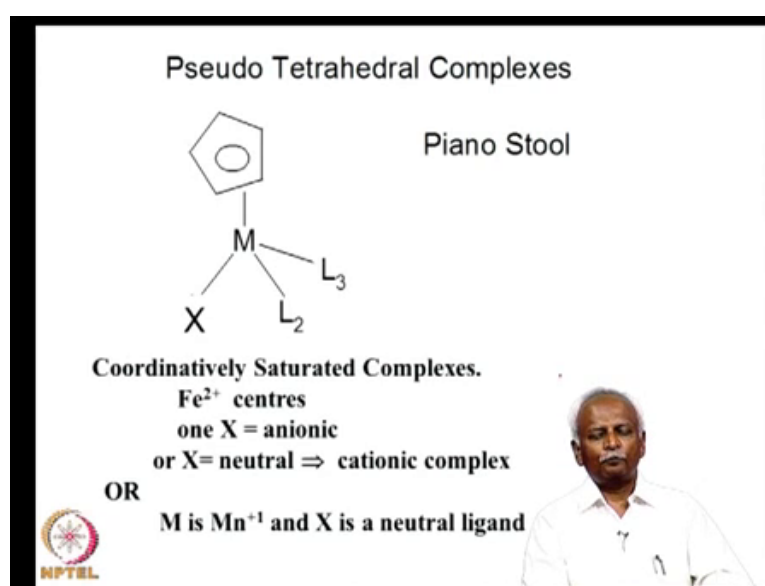 Pseudo Tetrahedral Complexes
Piano Stool
M
L₃
X
L₂
Coordinatively Saturated Complexes.
Fe²⁺ centres
one X = anionic
or X= neutral ⇒ cationic complex
OR
M is Mn⁺¹ and X is a neutral ligand
NPTEL